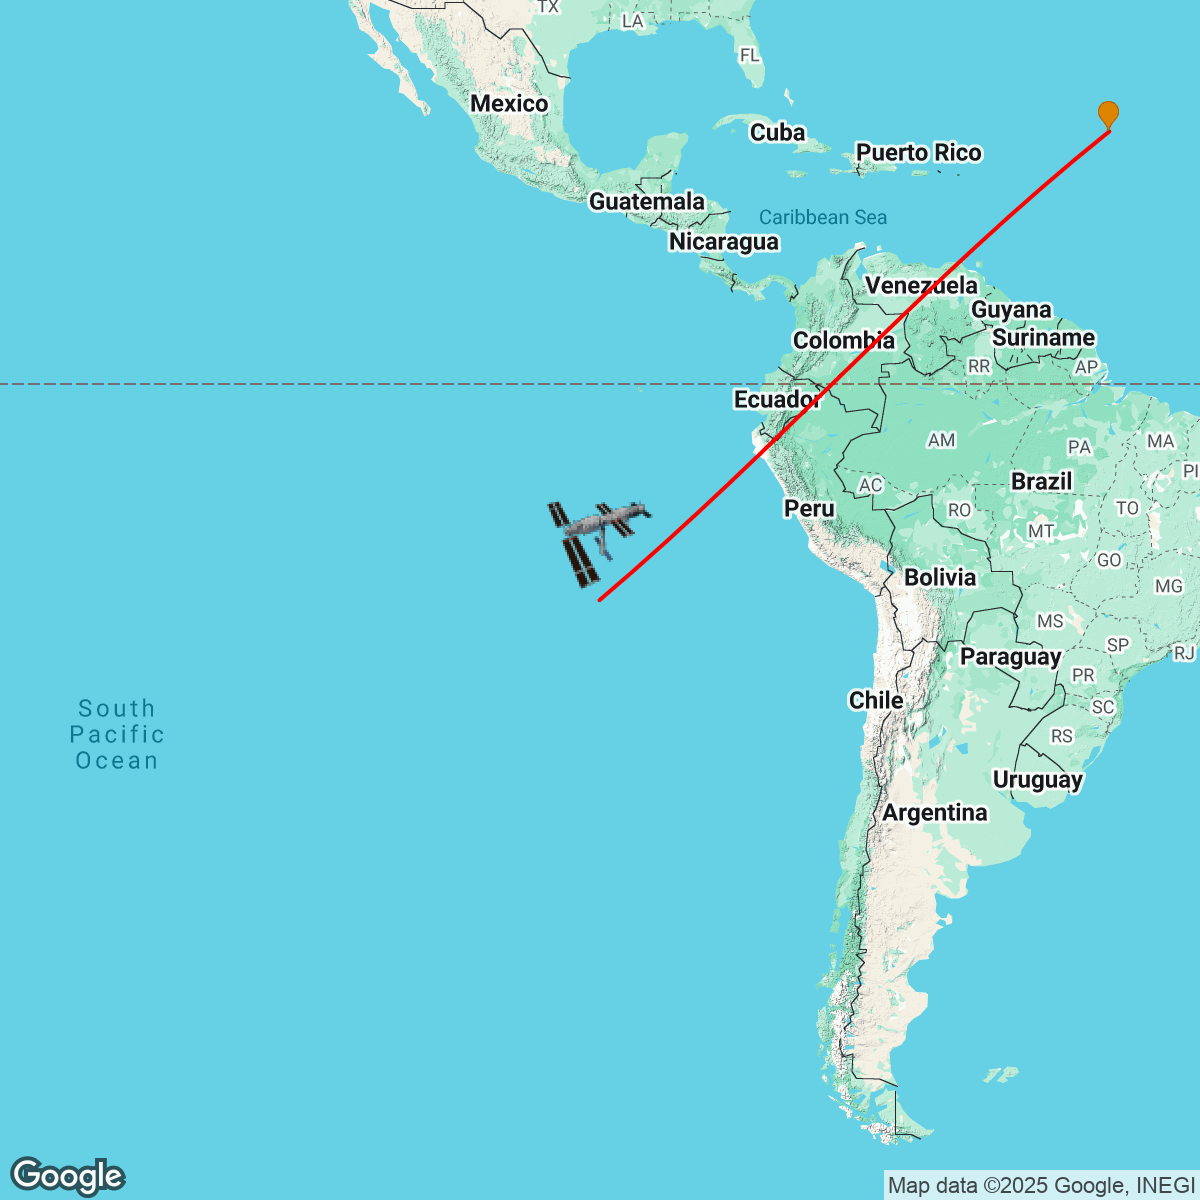 TX
LA
FL
Mexico
Cuba
Puerto Rico
Guatemala
Caribbean Sea
Nicaragua
Venezuela
Guyana
Colombia
Suriname
RR
AP
Ecuador
AM
PA
MA
PI
AC
Brazil
Peru
RO
TO
MT
GO
Bolivia
MG
MS
SP
Paraguay
RJ
PR
Chile
SC
South
Pacific
Ocean
RS
Uruguay
Argentina
Google
Map data ©2025 Google, INEGI